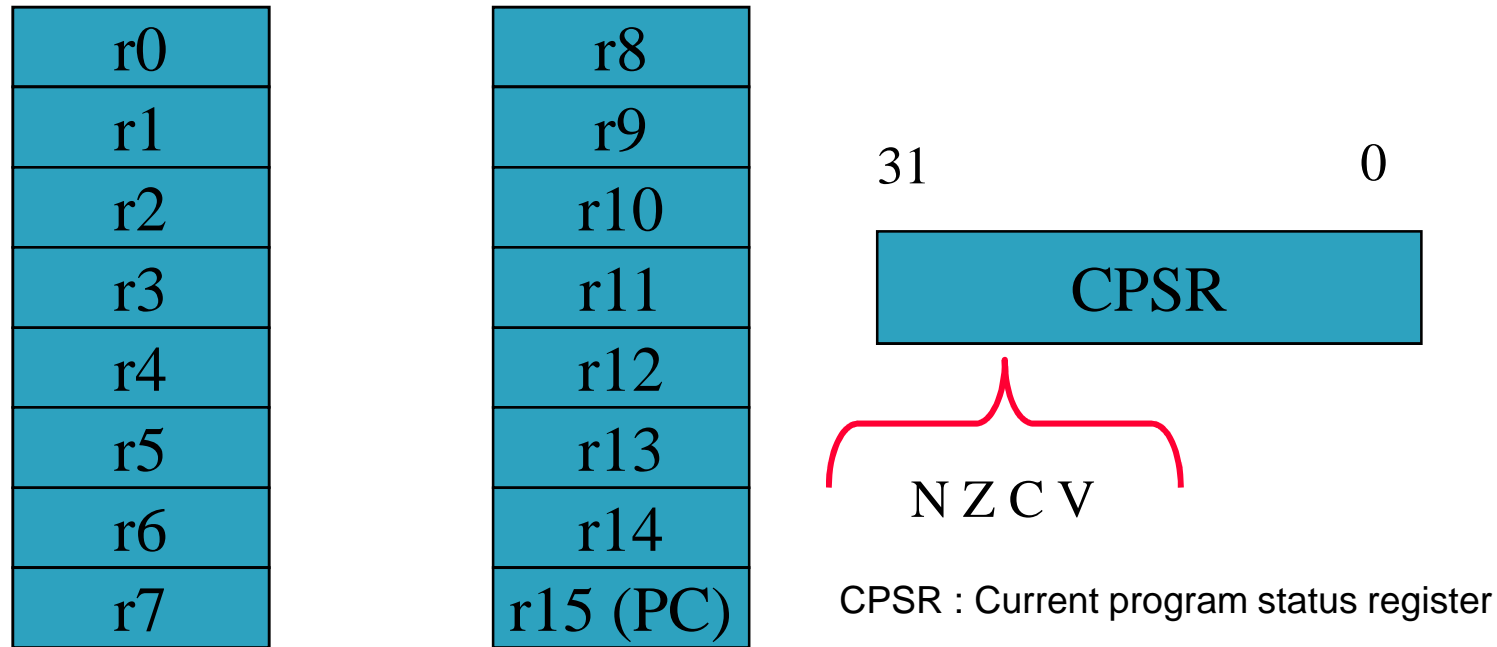 r0
r1
r2
r3
r4
r5
r6
r7
r8
r9
r10
r11
r12
r13
r14
r15 (PC)
31 0
CPSR
N Z C V
CPSR : Current program status register